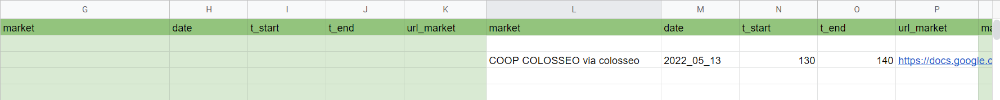 G H I J K L M N O P
market date t_start t_end url_market market date t_start t_end url_market ma
COOP COLOSSEO via colosseo 2022_05_13 130 140 https://docs.google.c